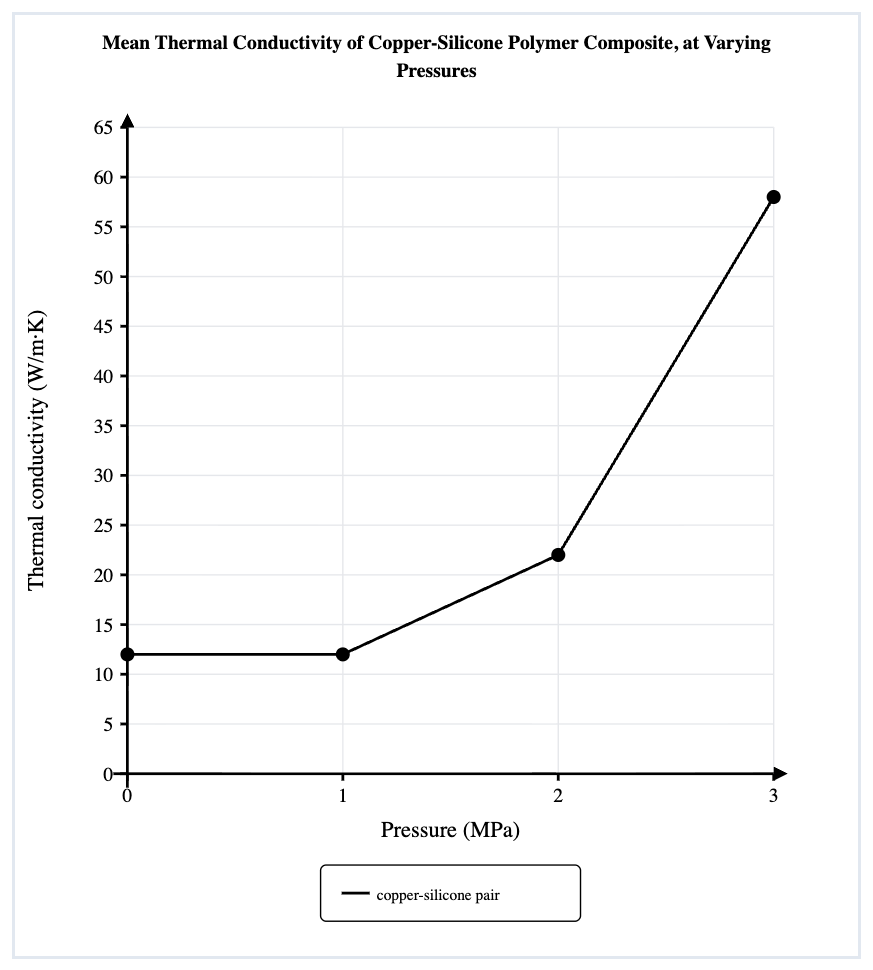 Mean Thermal Conductivity of Copper-Silicone Polymer Composite, at Varying
Pressures
65
60
55
50
45
40
35
30
25
20
15
10
5
0
Thermal conductivity (W/m·K)
0 1 2 3
Pressure (MPa)
copper-silicone pair